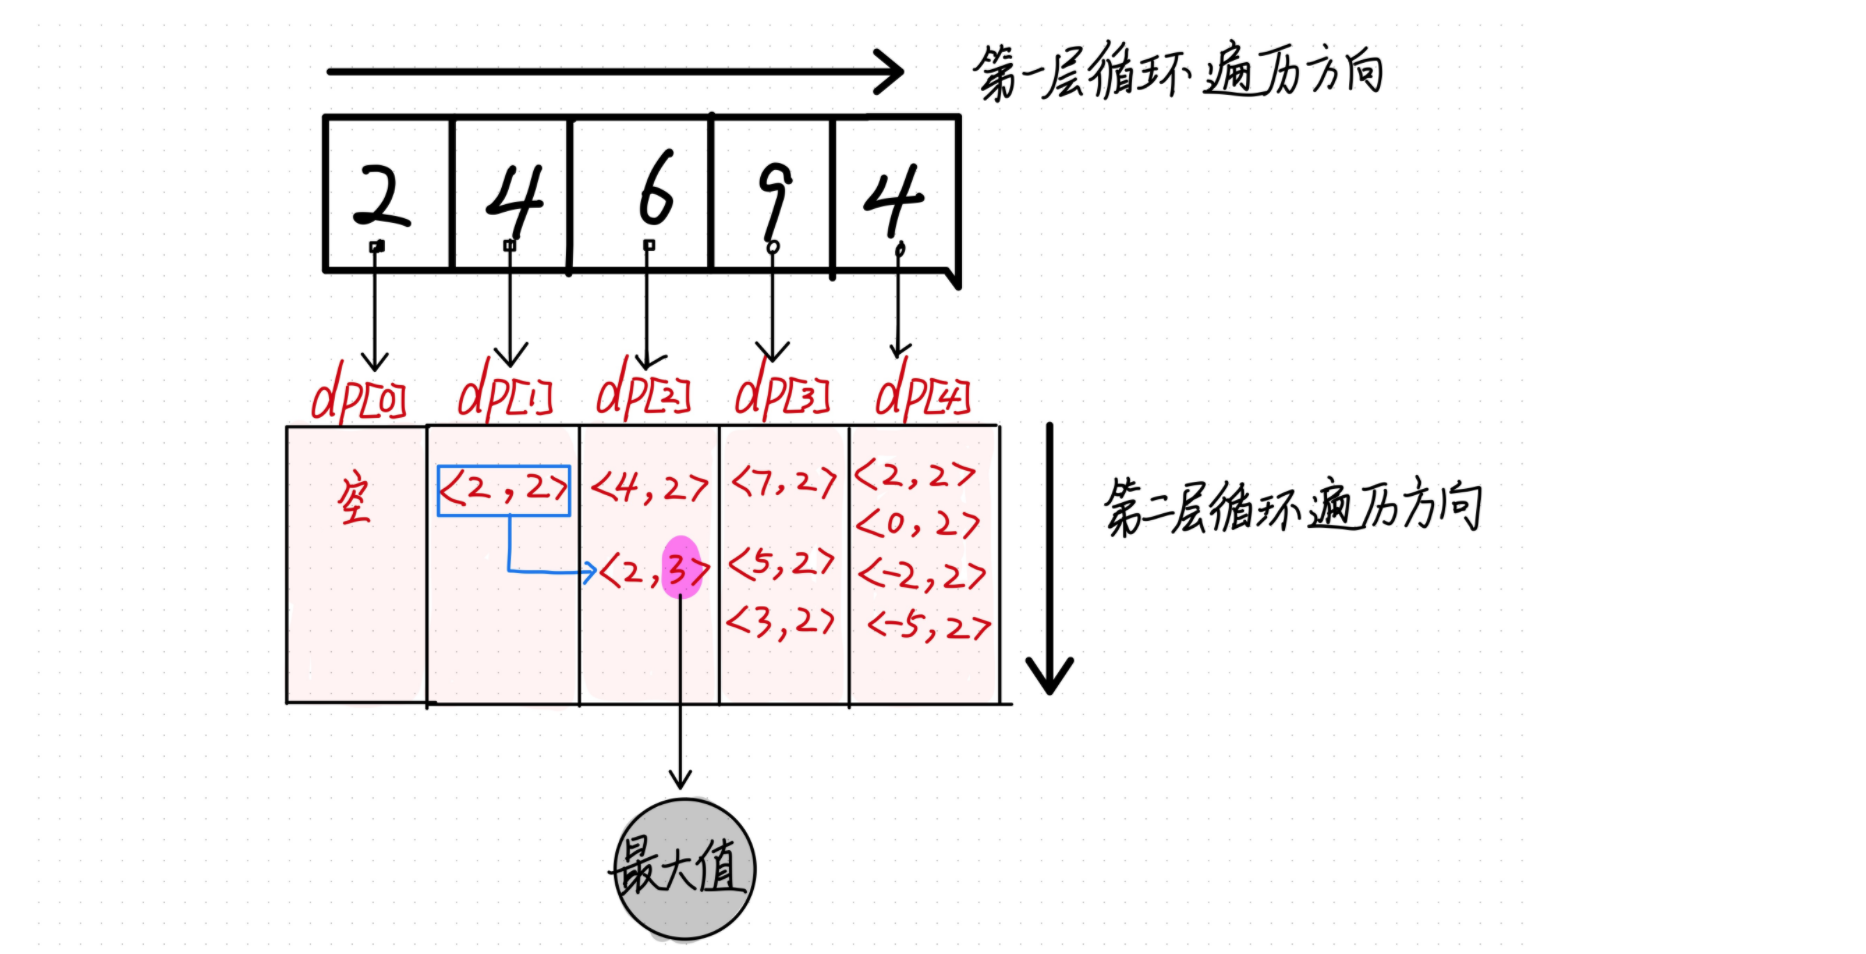 第一层循环遍历方向
2 4 6 9 4
dp[0] dp[1] dp[2] dp[3] dp[4]
空 <2,2> <4,2> <7,2> <2,2>
<0,2>
<2,3> <5,2> <-2,2>
<3,2> <-5,2>
第二层循环遍历方向
最大值